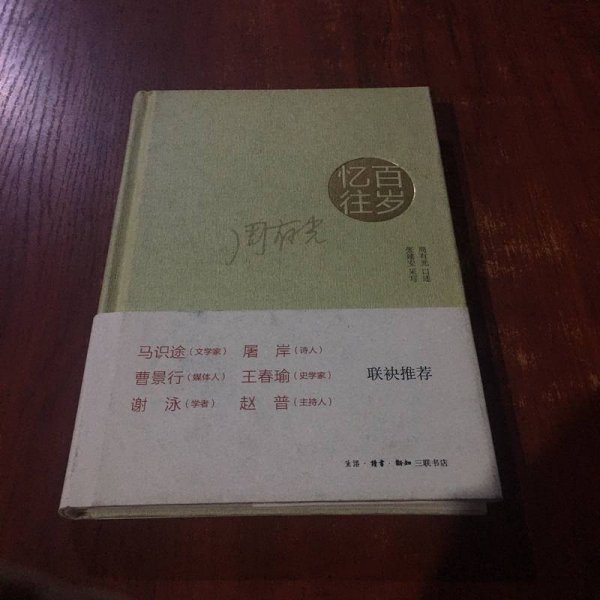 百岁
忆往
周有光
周有光 口述
张建安 采写
马识途(文学家) 屠 岸(诗人)
曹景行(媒体人) 王春瑜(史学家)
谢 泳(学者) 赵 普(主持人)
联袂推荐
生活·讀書·新知 三联书店